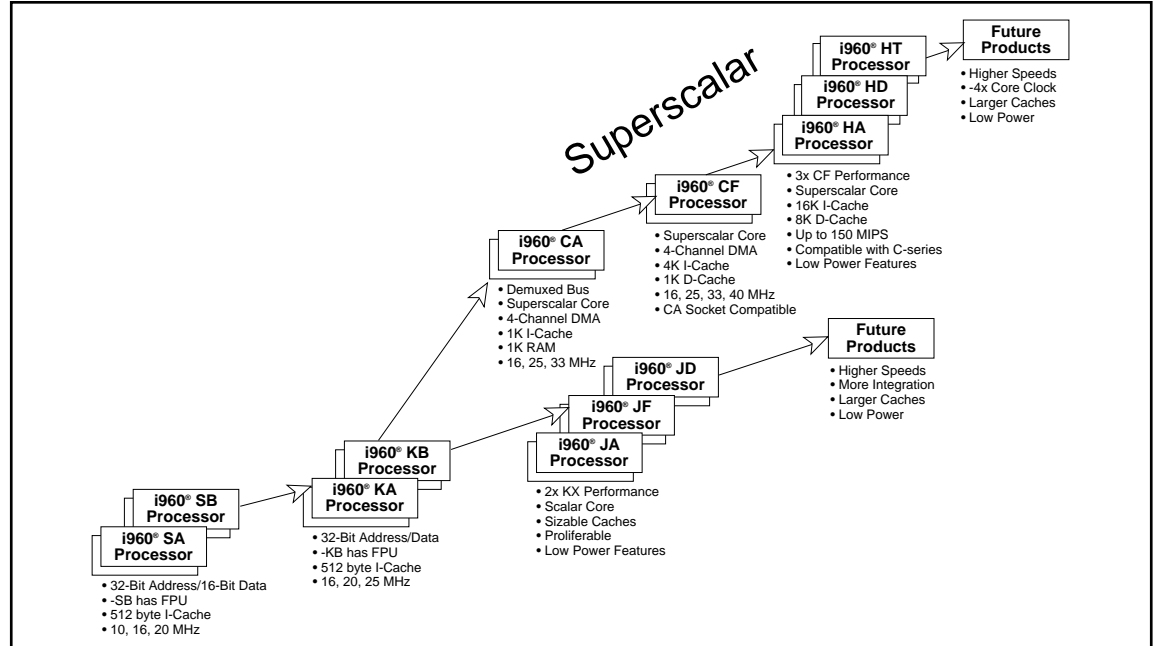 Superscalar
Future
Products
• Higher Speeds
• -4x Core Clock
• Larger Caches
• Low Power
i960® HT
Processor
i960® HD
Processor
i960® HA
Processor
• 3x CF Performance
• Superscalar Core
• 16K I-Cache
• 8K D-Cache
• Up to 150 MIPS
• Compatible with C-series
• Low Power Features
i960® CF
Processor
• Superscalar Core
• 4-Channel DMA
• 4K I-Cache
• 1K D-Cache
• 16, 25, 33, 40 MHz
• CA Socket Compatible
i960® CA
Processor
• Demuxed Bus
• Superscalar Core
• 4-Channel DMA
• 1K I-Cache
• 1K RAM
• 16, 25, 33 MHz
Future
Products
• Higher Speeds
• More Integration
• Larger Caches
• Low Power
i960® JD
Processor
i960® JF
Processor
i960® JA
Processor
• 2x KX Performance
• Scalar Core
• Sizable Caches
• Proliferable
• Low Power Features
i960® KB
Processor
i960® KA
Processor
• 32-Bit Address/Data
• -KB has FPU
• 512 byte I-Cache
• 16, 20, 25 MHz
i960® SB
Processor
i960® SA
Processor
• 32-Bit Address/16-Bit Data
• -SB has FPU
• 512 byte I-Cache
• 10, 16, 20 MHz